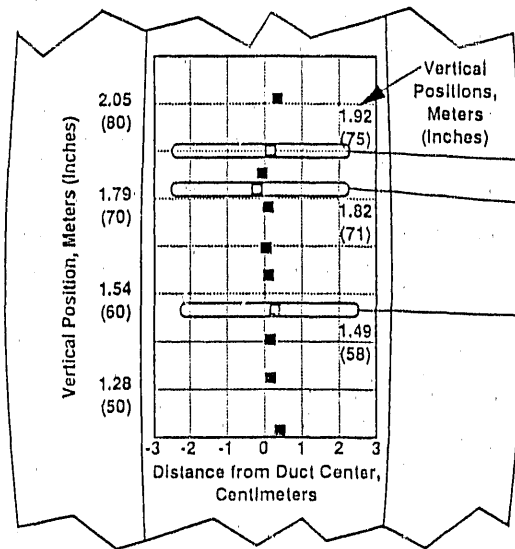 Vertical
Positions,
Meters
(Inches)
2.05
(80)
1.92
(75)
1.79
(70)
1.82
(71)
1.54
(60)
1.49
(58)
1.28
(50)
Vertical Position, Meters (Inches)
-3 -2 -1 0 1 2 3
Distance from Duct Center,
Centimeters